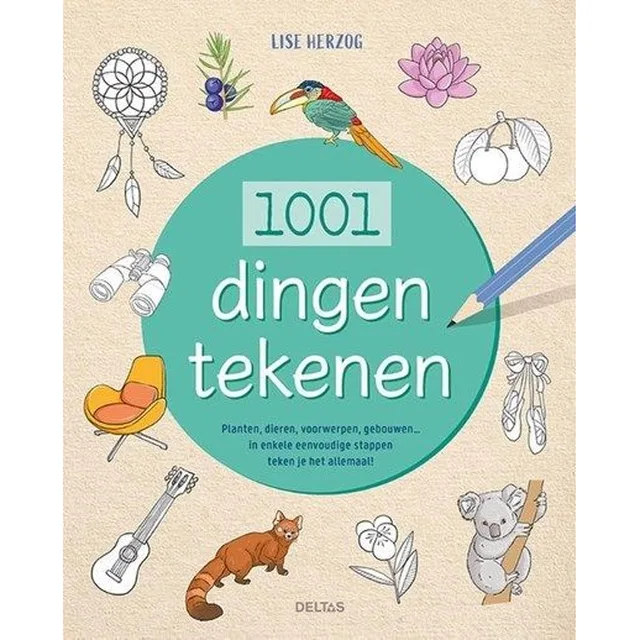 LISE HERZOG
1001
dingen
tekenen
Planten, dieren, voorwerpen, gebouwen...
in enkele eenvoudige stappen
teken je het allemaal!
DELTAS